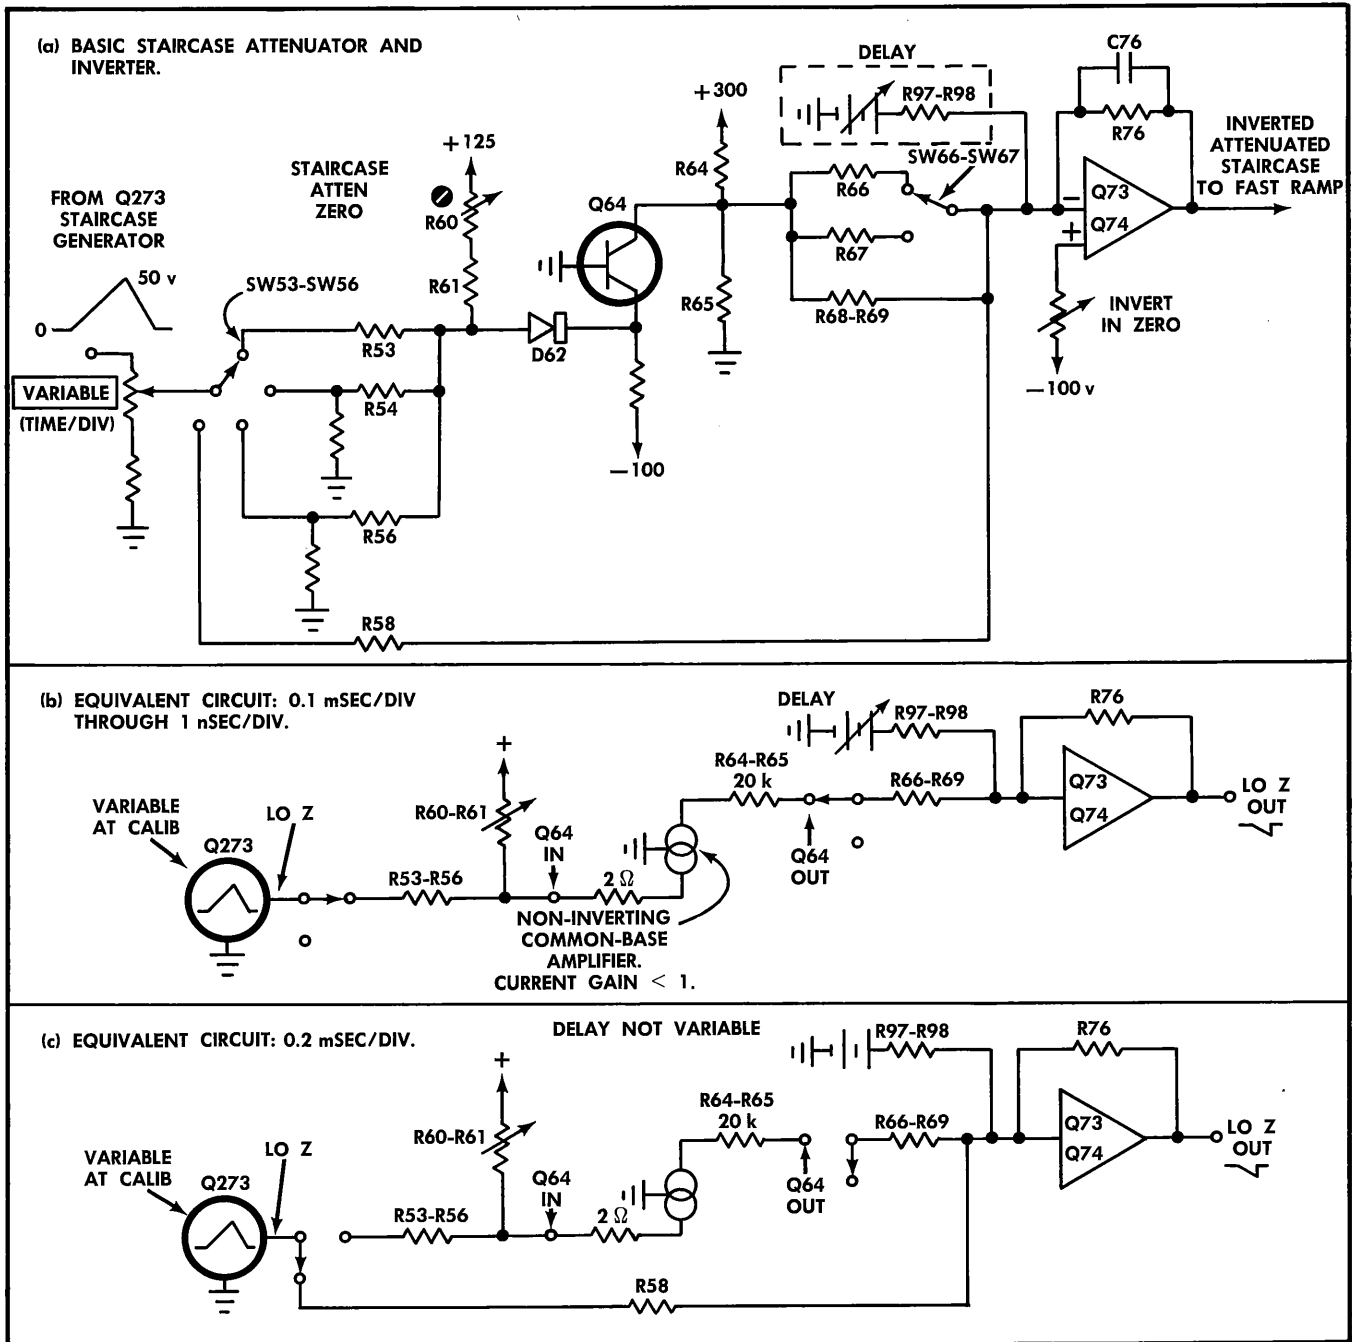 (a) BASIC STAIRCASE ATTENUATOR AND
INVERTER.
FROM Q273
STAIRCASE
GENERATOR
50 v
0
VARIABLE
(TIME/DIV)
SW53-SW56
STAIRCASE
ATTEN
ZERO
+125
R60
R61
R53
R54
R56
R58
D62
Q64
−100
+300
R64
R65
DELAY
R97-R98
SW66-SW67
R66
R67
R68-R69
C76
R76
−
+
Q73
Q74
INVERT
IN ZERO
−100 v
INVERTED
ATTENUATED
STAIRCASE
TO FAST RAMP
(b) EQUIVALENT CIRCUIT: 0.1 mSEC/DIV
THROUGH 1 nSEC/DIV.
VARIABLE
AT CALIB
Q273
LO Z
R53-R56
+
R60-R61
Q64
IN
2 Ω
NON-INVERTING
COMMON-BASE
AMPLIFIER.
CURRENT GAIN < 1.
R64-R65
20 k
Q64
OUT
DELAY
R97-R98
R66-R69
R76
Q73
Q74
LO Z
OUT
(c) EQUIVALENT CIRCUIT: 0.2 mSEC/DIV.
DELAY NOT VARIABLE
VARIABLE
AT CALIB
Q273
LO Z
R53-R56
+
R60-R61
Q64
IN
2 Ω
R64-R65
20 k
Q64
OUT
R97-R98
R66-R69
R76
Q73
Q74
LO Z
OUT
R58